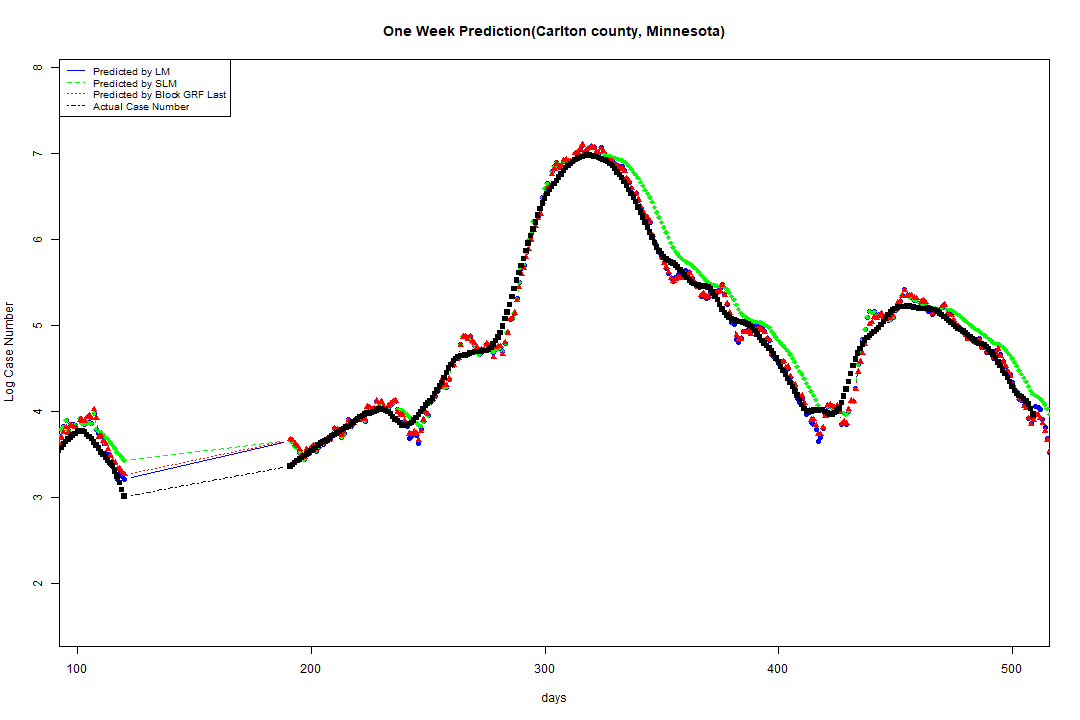 One Week Prediction(Carlton county, Minnesota)
Predicted by LM
Predicted by SLM
Predicted by Block GRF Last
Actual Case Number
8
7
6
5
4
3
2
Log Case Number
100 200 300 400 500
days